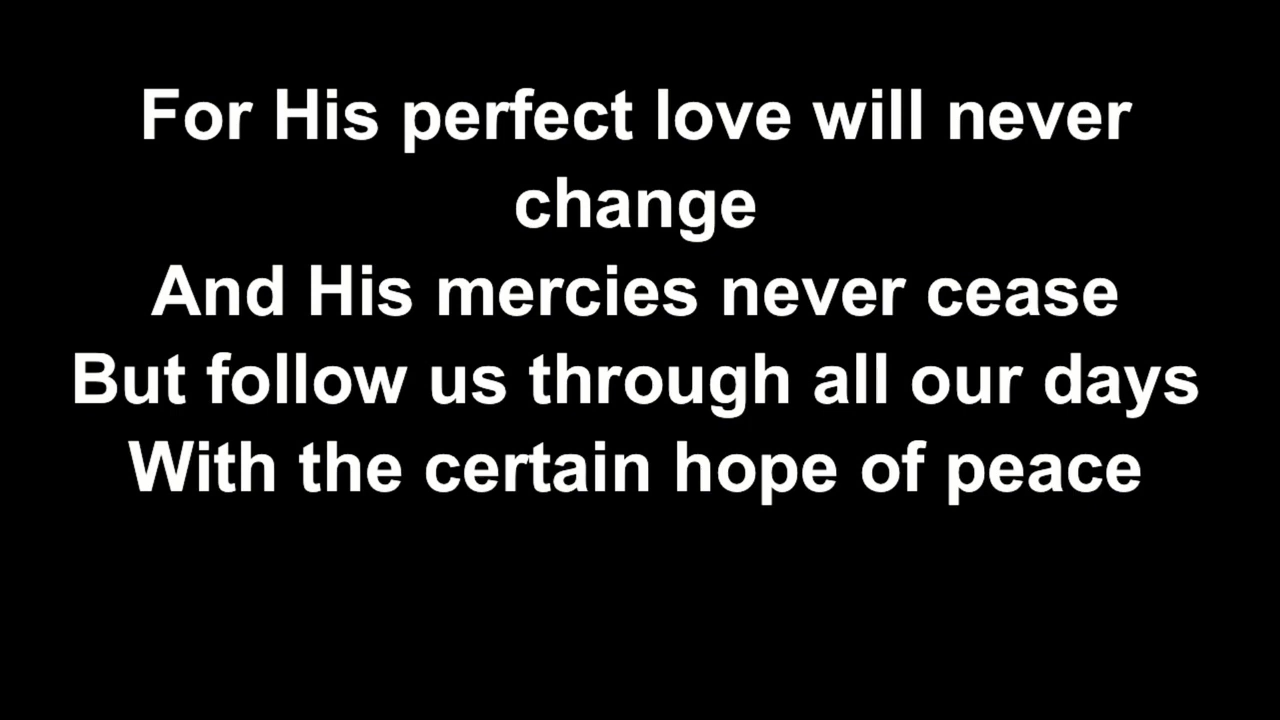 For His perfect love will never
change
And His mercies never cease
But follow us through all our days
With the certain hope of peace